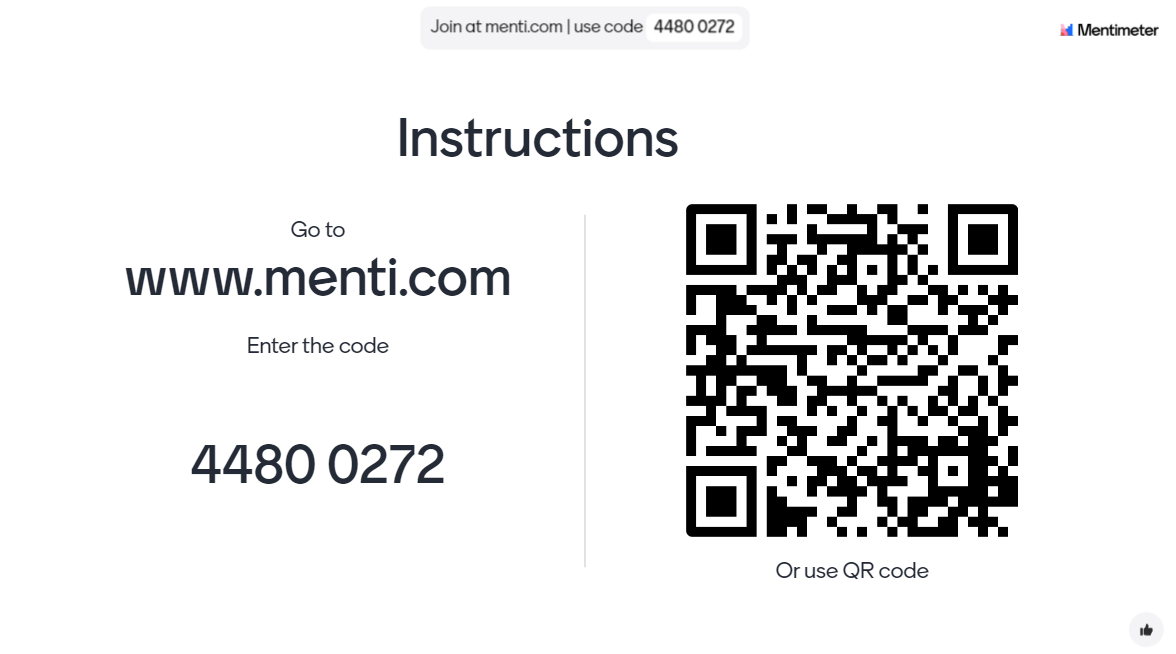 Join at menti.com | use code 4480 0272
Mentimeter
Instructions
Go to
www.menti.com
Enter the code
4480 0272
Or use QR code